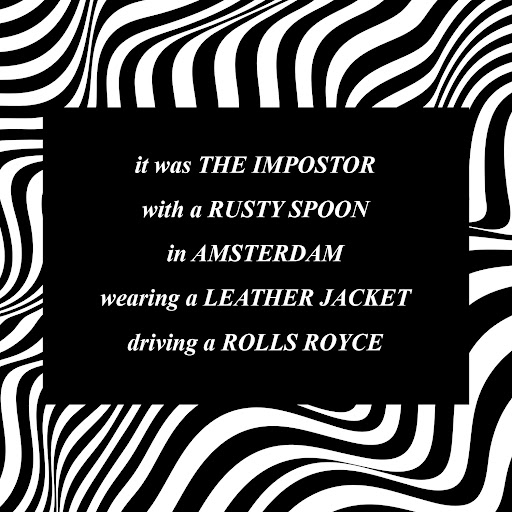 it was THE IMPOSTOR
with a RUSTY SPOON
in AMSTERDAM
wearing a LEATHER JACKET
driving a ROLLS ROYCE